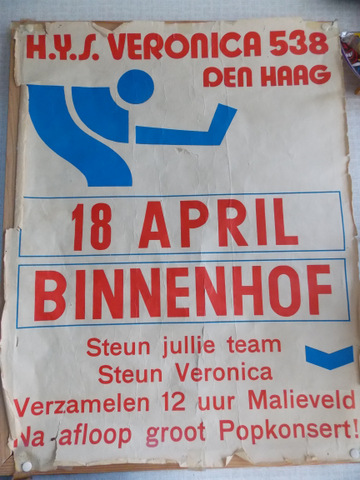 H.Y.S. VERONICA 538
DEN HAAG
18 APRIL
BINNENHOF
Steun jullie team
Steun Veronica
Verzamelen 12 uur Malieveld
Na afloop groot Popkonsert!